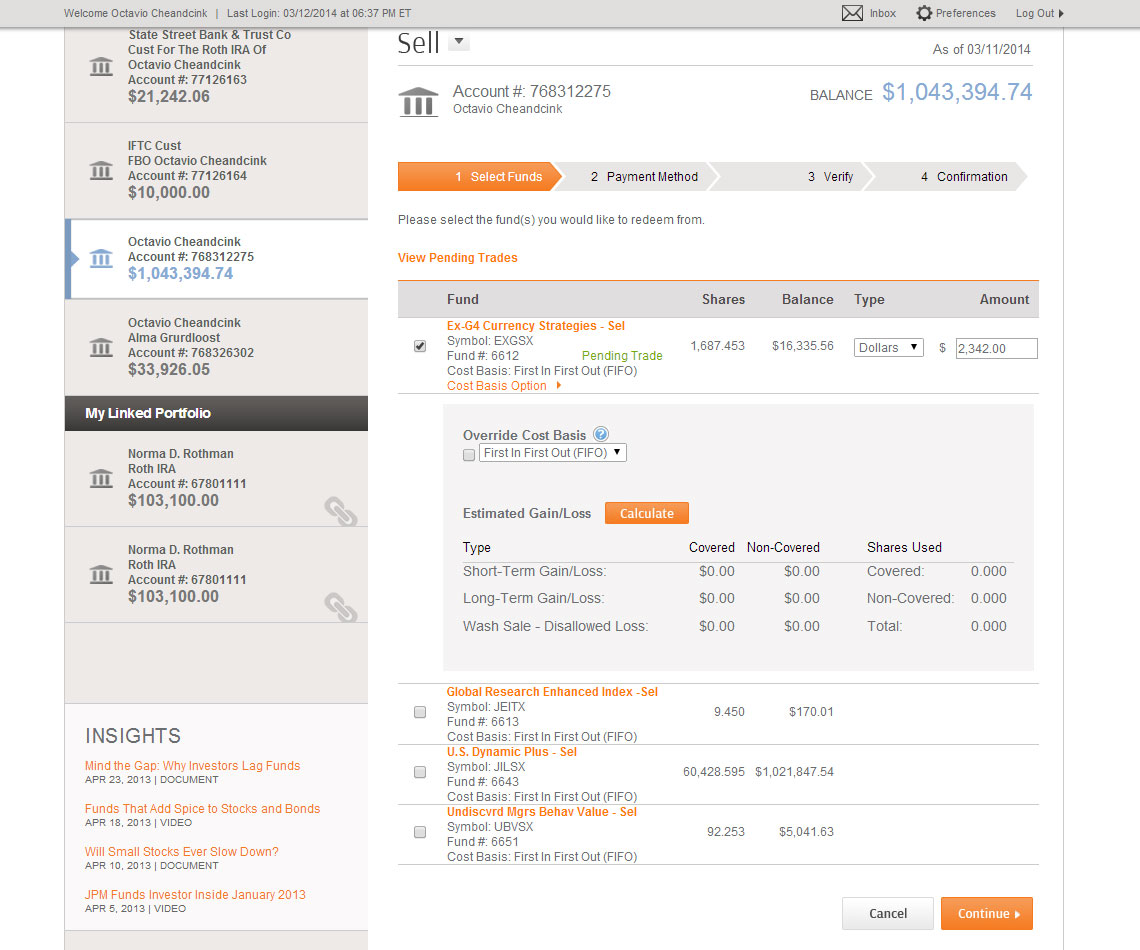 Welcome Octavio Cheandcink | Last Login: 03/12/2014 at 06:37 PM ET
Inbox Preferences Log Out
State Street Bank & Trust Co
Cust For The Roth IRA Of
Octavio Cheandcink
Account #: 77126163
$21,242.06
IFTC Cust
FBO Octavio Cheandcink
Account #: 77126164
$10,000.00
Octavio Cheandcink
Account #: 768312275
$1,043,394.74
Octavio Cheandcink
Alma Grurdloost
Account #: 768326302
$33,926.05
My Linked Portfolio
Norma D. Rothman
Roth IRA
Account #: 67801111
$103,100.00
Norma D. Rothman
Roth IRA
Account #: 67801111
$103,100.00
INSIGHTS
Mind the Gap: Why Investors Lag Funds
APR 23, 2013 | DOCUMENT
Funds That Add Spice to Stocks and Bonds
APR 18, 2013 | VIDEO
Will Small Stocks Ever Slow Down?
APR 10, 2013 | DOCUMENT
JPM Funds Investor Inside January 2013
APR 5, 2013 | VIDEO
Sell
As of 03/11/2014
Account #: 768312275
Octavio Cheandcink
BALANCE $1,043,394.74
1 Select Funds 2 Payment Method 3 Verify 4 Confirmation
Please select the fund(s) you would like to redeem from.
View Pending Trades
Fund Shares Balance Type Amount
Ex-G4 Currency Strategies - Sel
Symbol: EXGSX
1,687.453 $16,335.56 Dollars $ 2,342.00
Fund #: 6612 Pending Trade
Cost Basis: First In First Out (FIFO)
Cost Basis Option
Override Cost Basis ?
First In First Out (FIFO)
Estimated Gain/Loss Calculate
Type Covered Non-Covered Shares Used
Short-Term Gain/Loss: $0.00 $0.00 Covered: 0.000
Long-Term Gain/Loss: $0.00 $0.00 Non-Covered: 0.000
Wash Sale - Disallowed Loss: $0.00 $0.00 Total: 0.000
Global Research Enhanced Index -Sel
Symbol: JEITX
9.450 $170.01
Fund #: 6613
Cost Basis: First In First Out (FIFO)
U.S. Dynamic Plus - Sel
Symbol: JILSX
60,428.595 $1,021,847.54
Fund #: 6643
Cost Basis: First In First Out (FIFO)
Undiscvrd Mgrs Behav Value - Sel
Symbol: UBVSX
92.253 $5,041.63
Fund #: 6651
Cost Basis: First In First Out (FIFO)
Cancel Continue